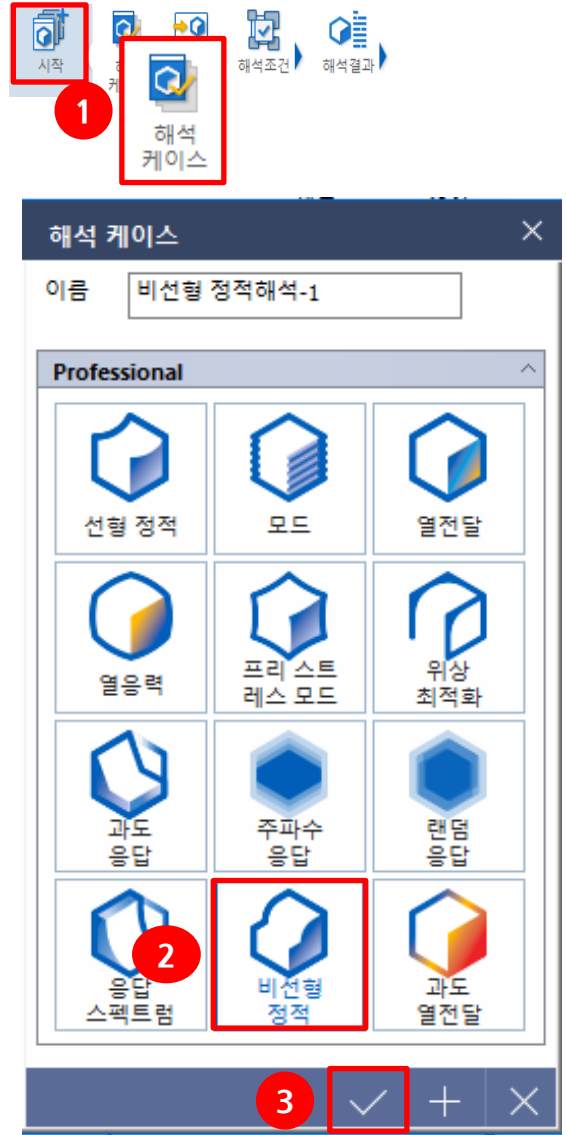 시작
해석조건
해석결과
1
해석
케이스
해석 케이스
이름
비선형 정적해석-1
Professional
선형 정적
모드
열전달
열응력
프리 스트
레스 모드
위상
최적화
과도
응답
주파수
응답
랜덤
응답
2
응답
스펙트럼
비선형
정적
과도
열전달
3